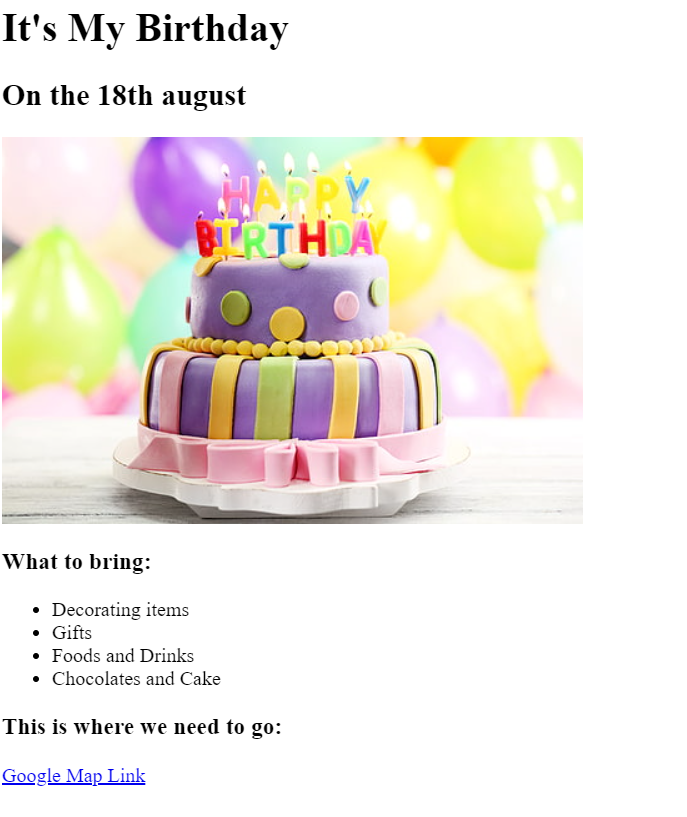 It's My Birthday
On the 18th august
HAPPY
BIRTHDAY
What to bring:
Decorating items
Gifts
Foods and Drinks
Chocolates and Cake
This is where we need to go:
Google Map Link